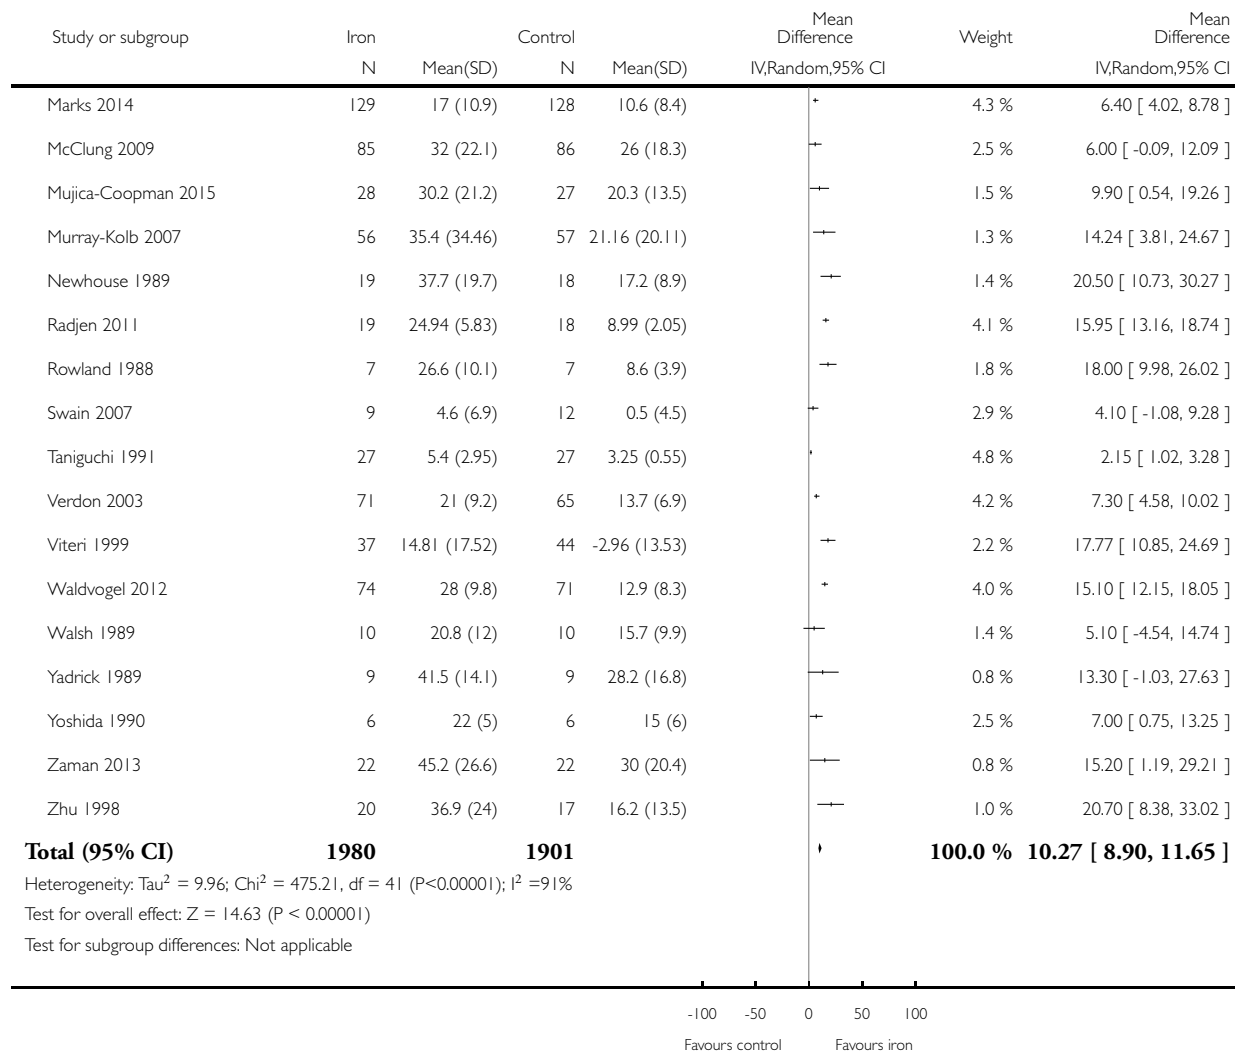 Study or subgroup Iron Control Mean Difference Weight Mean Difference
N Mean(SD) N Mean(SD) IV,Random,95% CI IV,Random,95% CI
Marks 2014 129 17 (10.9) 128 10.6 (8.4) 4.3 % 6.40 [ 4.02, 8.78 ]
McClung 2009 85 32 (22.1) 86 26 (18.3) 2.5 % 6.00 [ -0.09, 12.09 ]
Mujica-Coopman 2015 28 30.2 (21.2) 27 20.3 (13.5) 1.5 % 9.90 [ 0.54, 19.26 ]
Murray-Kolb 2007 56 35.4 (34.46) 57 21.16 (20.11) 1.3 % 14.24 [ 3.81, 24.67 ]
Newhouse 1989 19 37.7 (19.7) 18 17.2 (8.9) 1.4 % 20.50 [ 10.73, 30.27 ]
Radjen 2011 19 24.94 (5.83) 18 8.99 (2.05) 4.1 % 15.95 [ 13.16, 18.74 ]
Rowland 1988 7 26.6 (10.1) 7 8.6 (3.9) 1.8 % 18.00 [ 9.98, 26.02 ]
Swain 2007 9 4.6 (6.9) 12 0.5 (4.5) 2.9 % 4.10 [ -1.08, 9.28 ]
Taniguchi 1991 27 5.4 (2.95) 27 3.25 (0.55) 4.8 % 2.15 [ 1.02, 3.28 ]
Verdon 2003 71 21 (9.2) 65 13.7 (6.9) 4.2 % 7.30 [ 4.58, 10.02 ]
Viteri 1999 37 14.81 (17.52) 44 -2.96 (13.53) 2.2 % 17.77 [ 10.85, 24.69 ]
Waldvogel 2012 74 28 (9.8) 71 12.9 (8.3) 4.0 % 15.10 [ 12.15, 18.05 ]
Walsh 1989 10 20.8 (12) 10 15.7 (9.9) 1.4 % 5.10 [ -4.54, 14.74 ]
Yadrick 1989 9 41.5 (14.1) 9 28.2 (16.8) 0.8 % 13.30 [ -1.03, 27.63 ]
Yoshida 1990 6 22 (5) 6 15 (6) 2.5 % 7.00 [ 0.75, 13.25 ]
Zaman 2013 22 45.2 (26.6) 22 30 (20.4) 0.8 % 15.20 [ 1.19, 29.21 ]
Zhu 1998 20 36.9 (24) 17 16.2 (13.5) 1.0 % 20.70 [ 8.38, 33.02 ]
Total (95% CI) 1980 1901 100.0 % 10.27 [ 8.90, 11.65 ]
Heterogeneity: Tau² = 9.96; Chi² = 475.21, df = 41 (P<0.00001); I² =91%
Test for overall effect: Z = 14.63 (P < 0.00001)
Test for subgroup differences: Not applicable
-100 -50 0 50 100
Favours control Favours iron